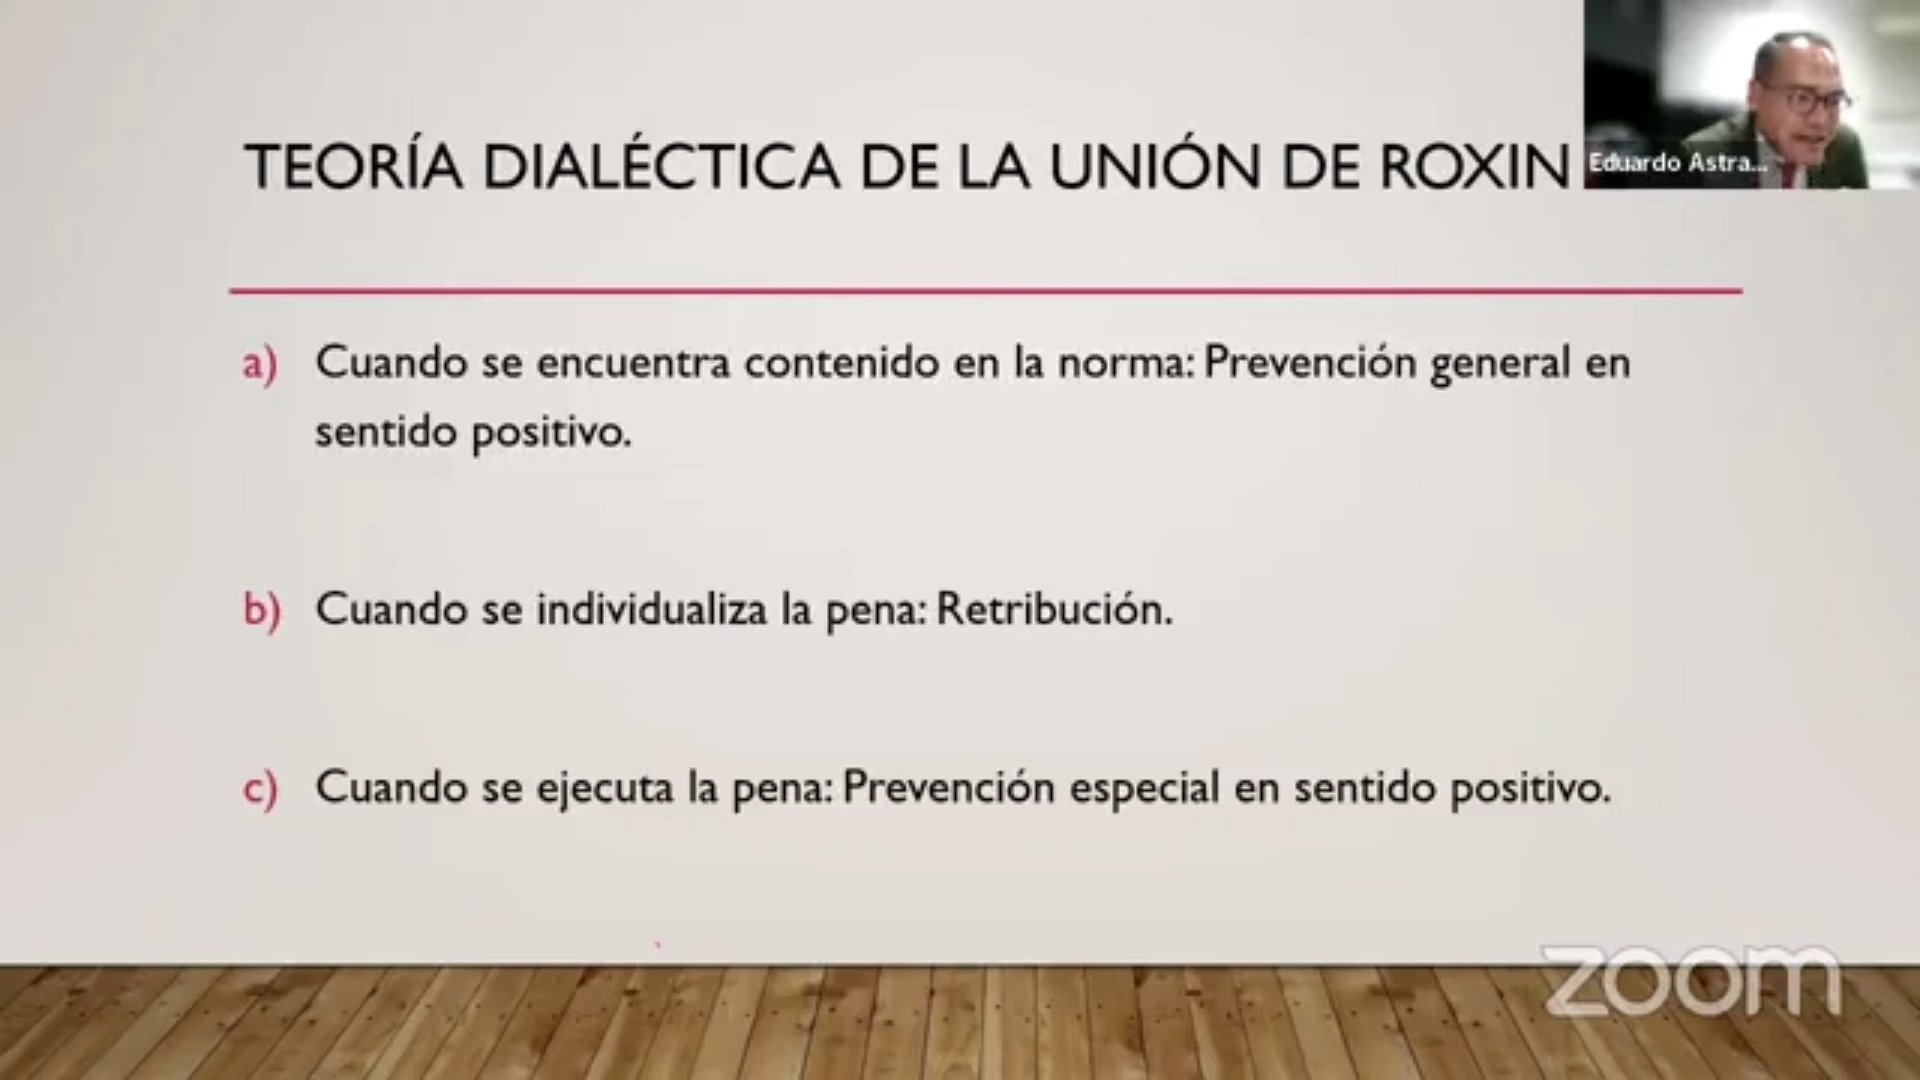 TEORÍA DIALÉCTICA DE LA UNIÓN DE ROXIN
Eduardo Astra...
a) Cuando se encuentra contenido en la norma: Prevención general en
sentido positivo.
b) Cuando se individualiza la pena: Retribución.
c) Cuando se ejecuta la pena: Prevención especial en sentido positivo.
zoom